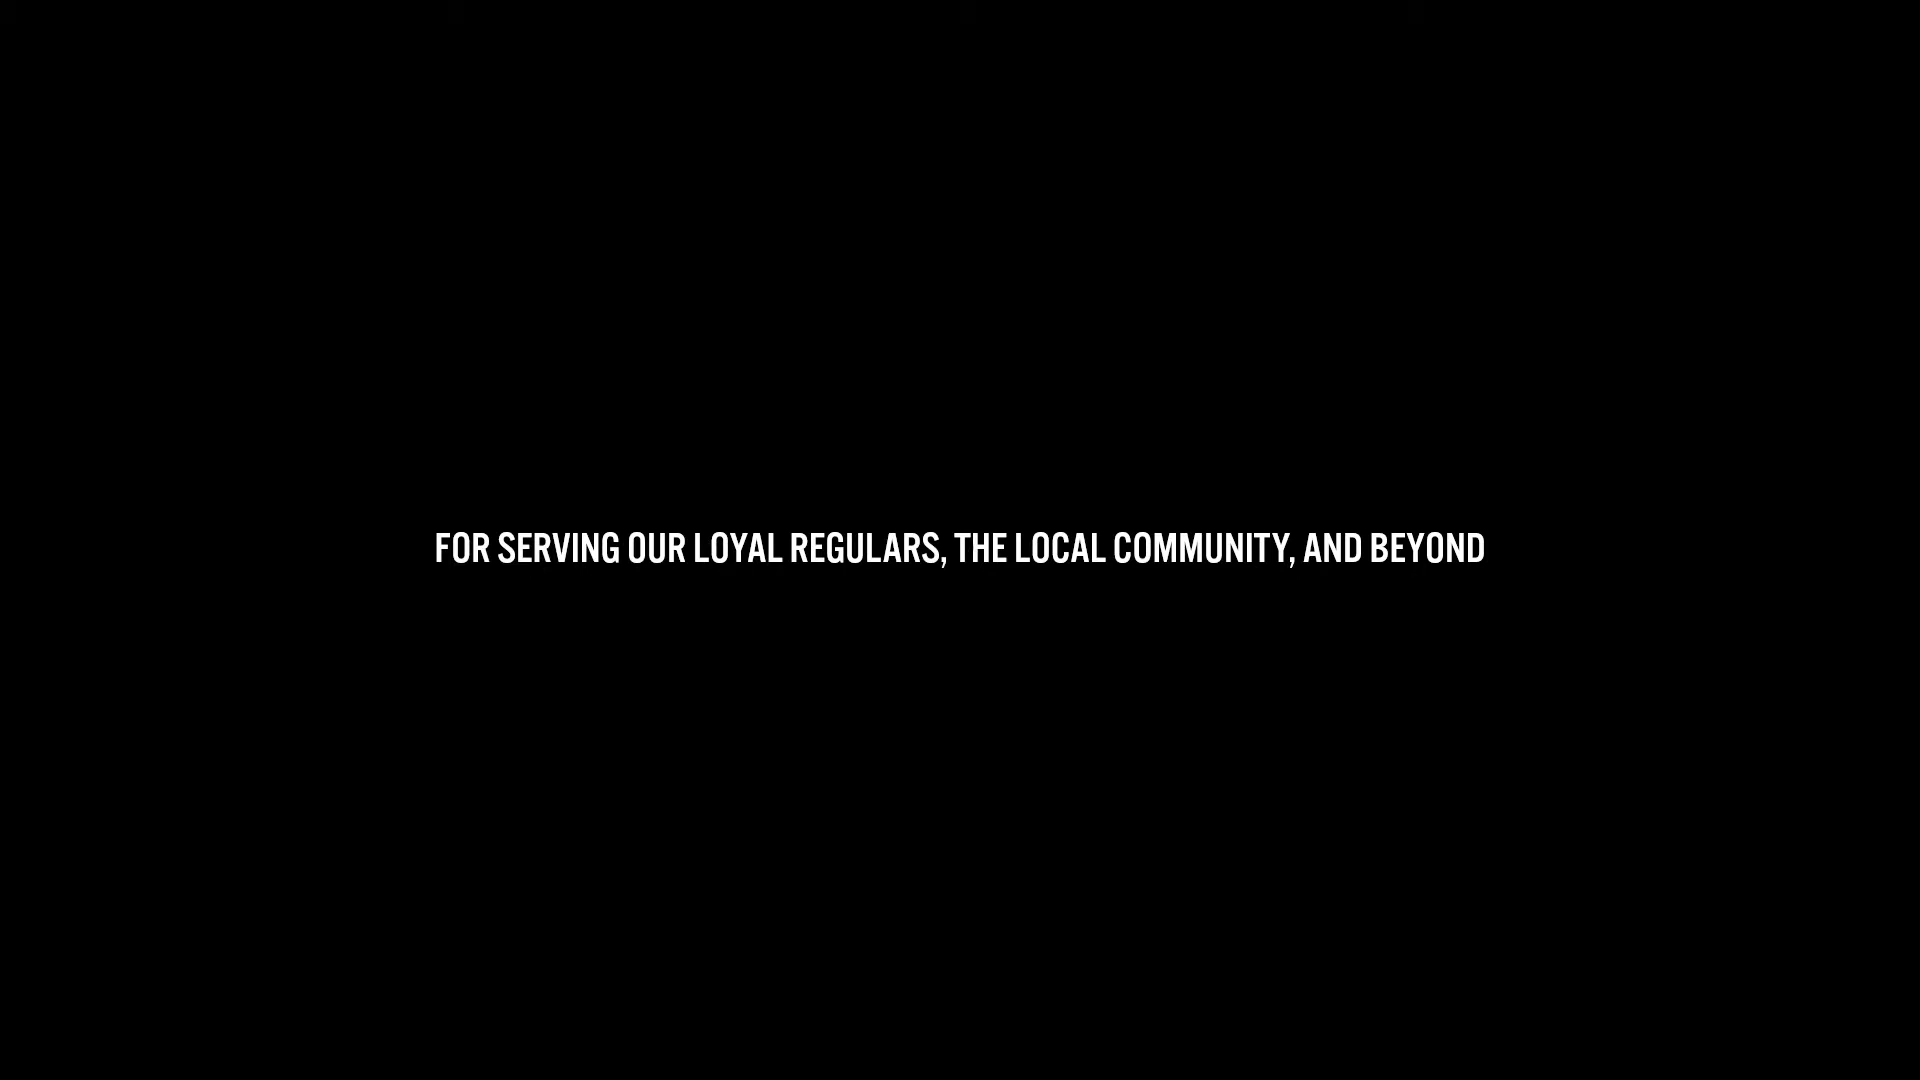 FOR SERVING OUR LOYAL REGULARS, THE LOCAL COMMUNITY, AND BEYOND